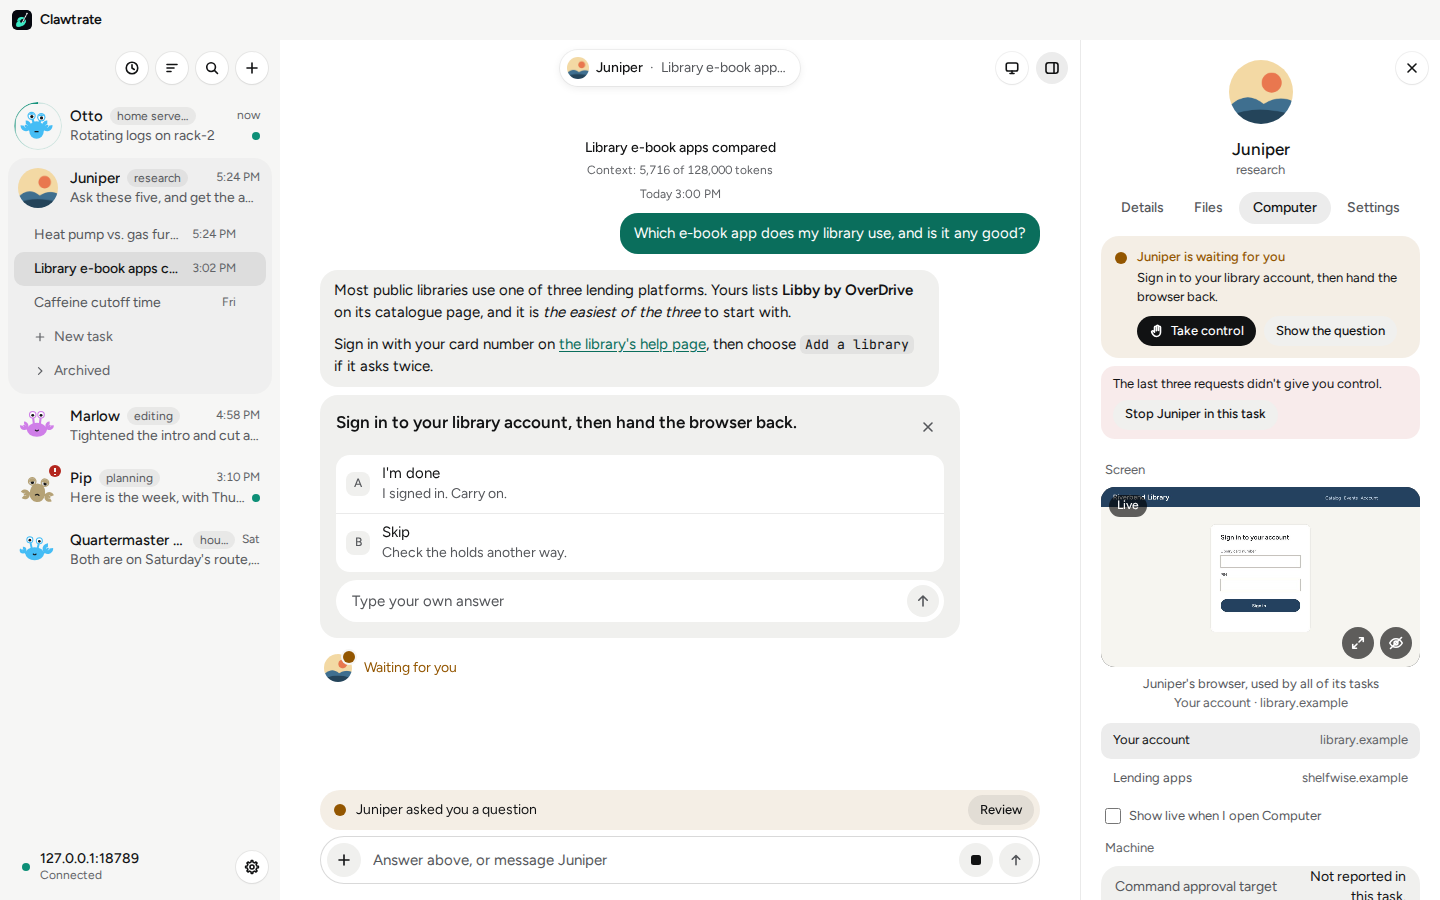 Clawtrate
Otto
home serve...
now
Rotating logs on rack-2
Juniper
research
5:24 PM
Ask these five, and get the a...
Heat pump vs. gas fur...
5:24 PM
Library e-book apps c...
3:02 PM
Caffeine cutoff time
Fri
New task
Archived
Marlow
editing
4:58 PM
Tightened the intro and cut a...
Pip
planning
3:10 PM
Here is the week, with Thu...
Quartermaster ...
hou...
Sat
Both are on Saturday's route,...
127.0.0.1:18789
Connected
Juniper · Library e-book app...
Library e-book apps compared
Context: 5,716 of 128,000 tokens
Today 3:00 PM
Which e-book app does my library use, and is it any good?
Most public libraries use one of three lending platforms. Yours lists Libby by OverDrive
on its catalogue page, and it is the easiest of the three to start with.
Sign in with your card number on the library's help page, then choose Add a library
if it asks twice.
Sign in to your library account, then hand the browser back.
A
I'm done
I signed in. Carry on.
B
Skip
Check the holds another way.
Type your own answer
Waiting for you
Juniper asked you a question
Review
Answer above, or message Juniper
Juniper
research
Details
Files
Computer
Settings
Juniper is waiting for you
Sign in to your library account, then hand the
browser back.
Take control
Show the question
The last three requests didn't give you control.
Stop Juniper in this task
Screen
Library
Catalog Events Account
Live
Sign in to your account
Library card number
PIN
Sign in
Juniper's browser, used by all of its tasks
Your account · library.example
Your account
library.example
Lending apps
shelfwise.example
Show live when I open Computer
Machine
Command approval target
Not reported in
this task.